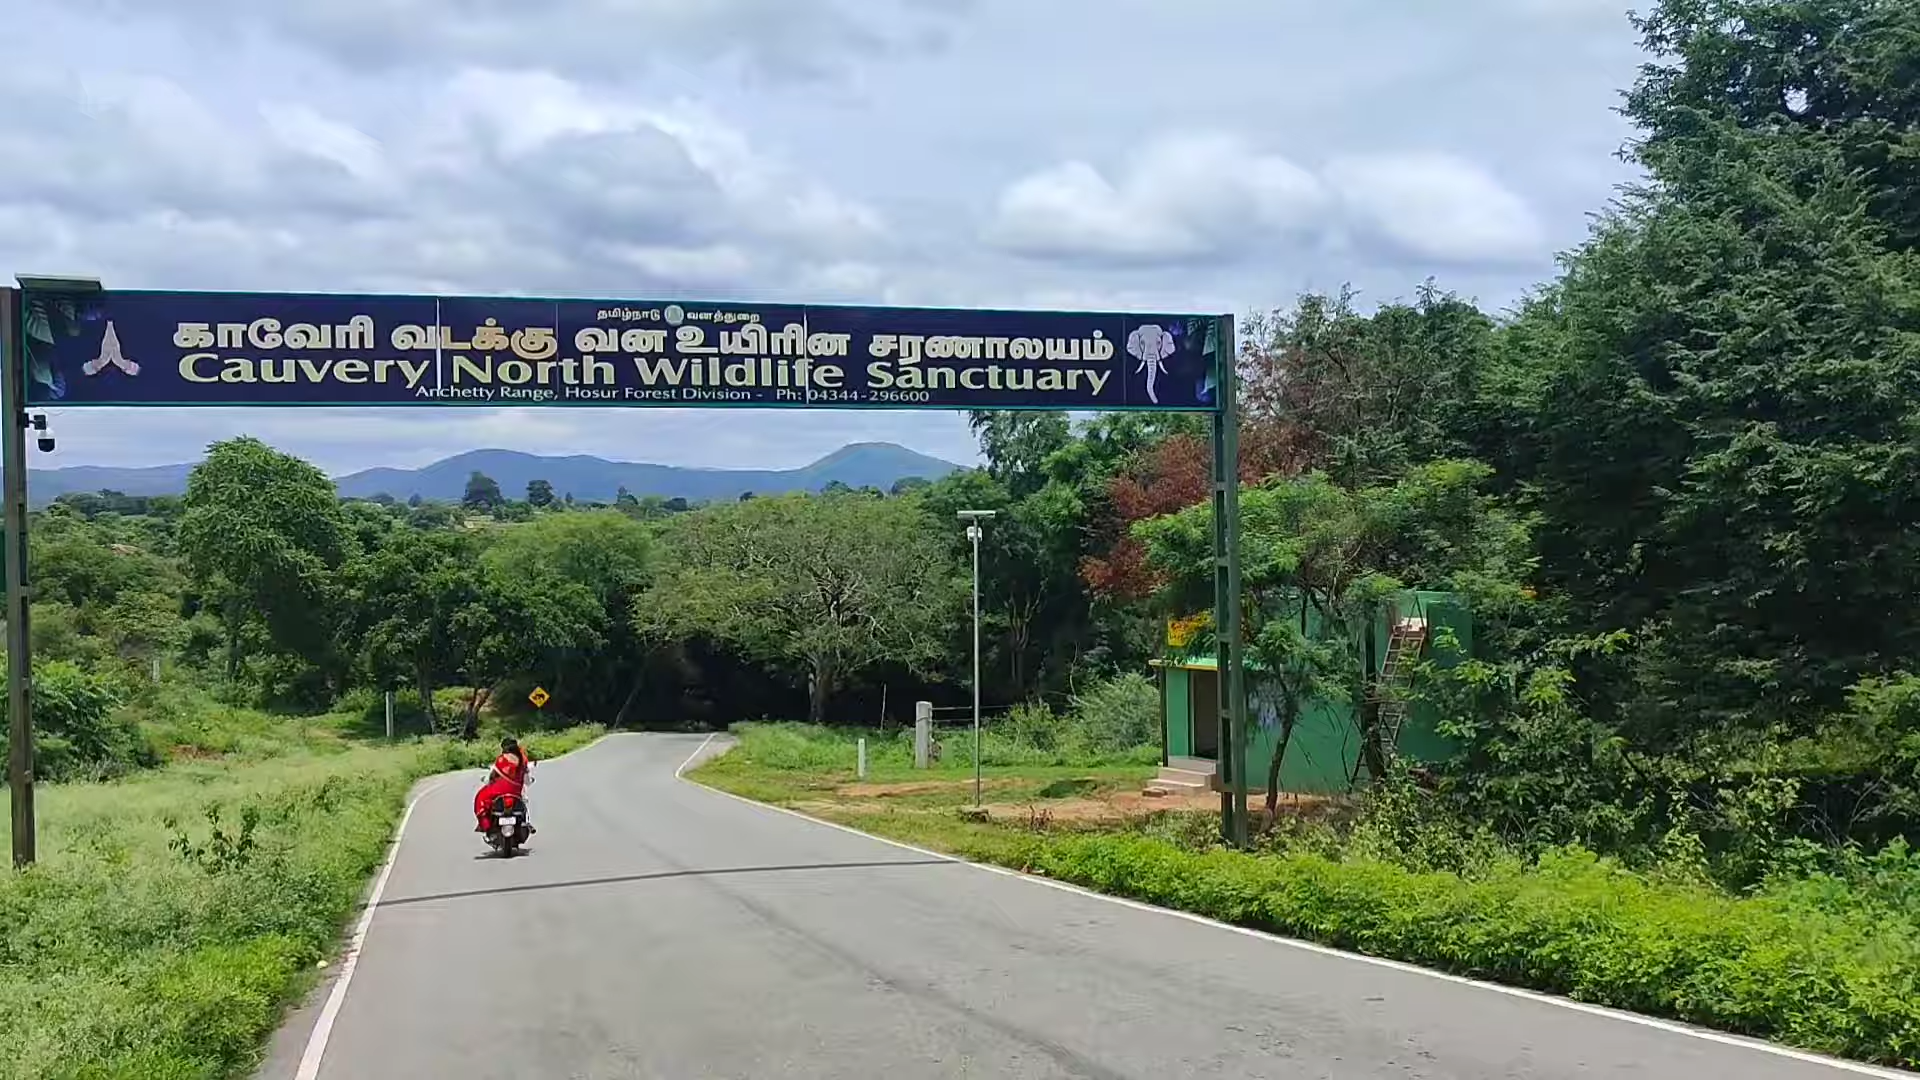 தமிழ்நாடு வனத்துறை
காவேரி வடக்கு வன உயிரின சரணாலயம்
Cauvery North Wildlife Sanctuary
Anchetty Range, Hosur Forest Division - Ph: 04344-296600